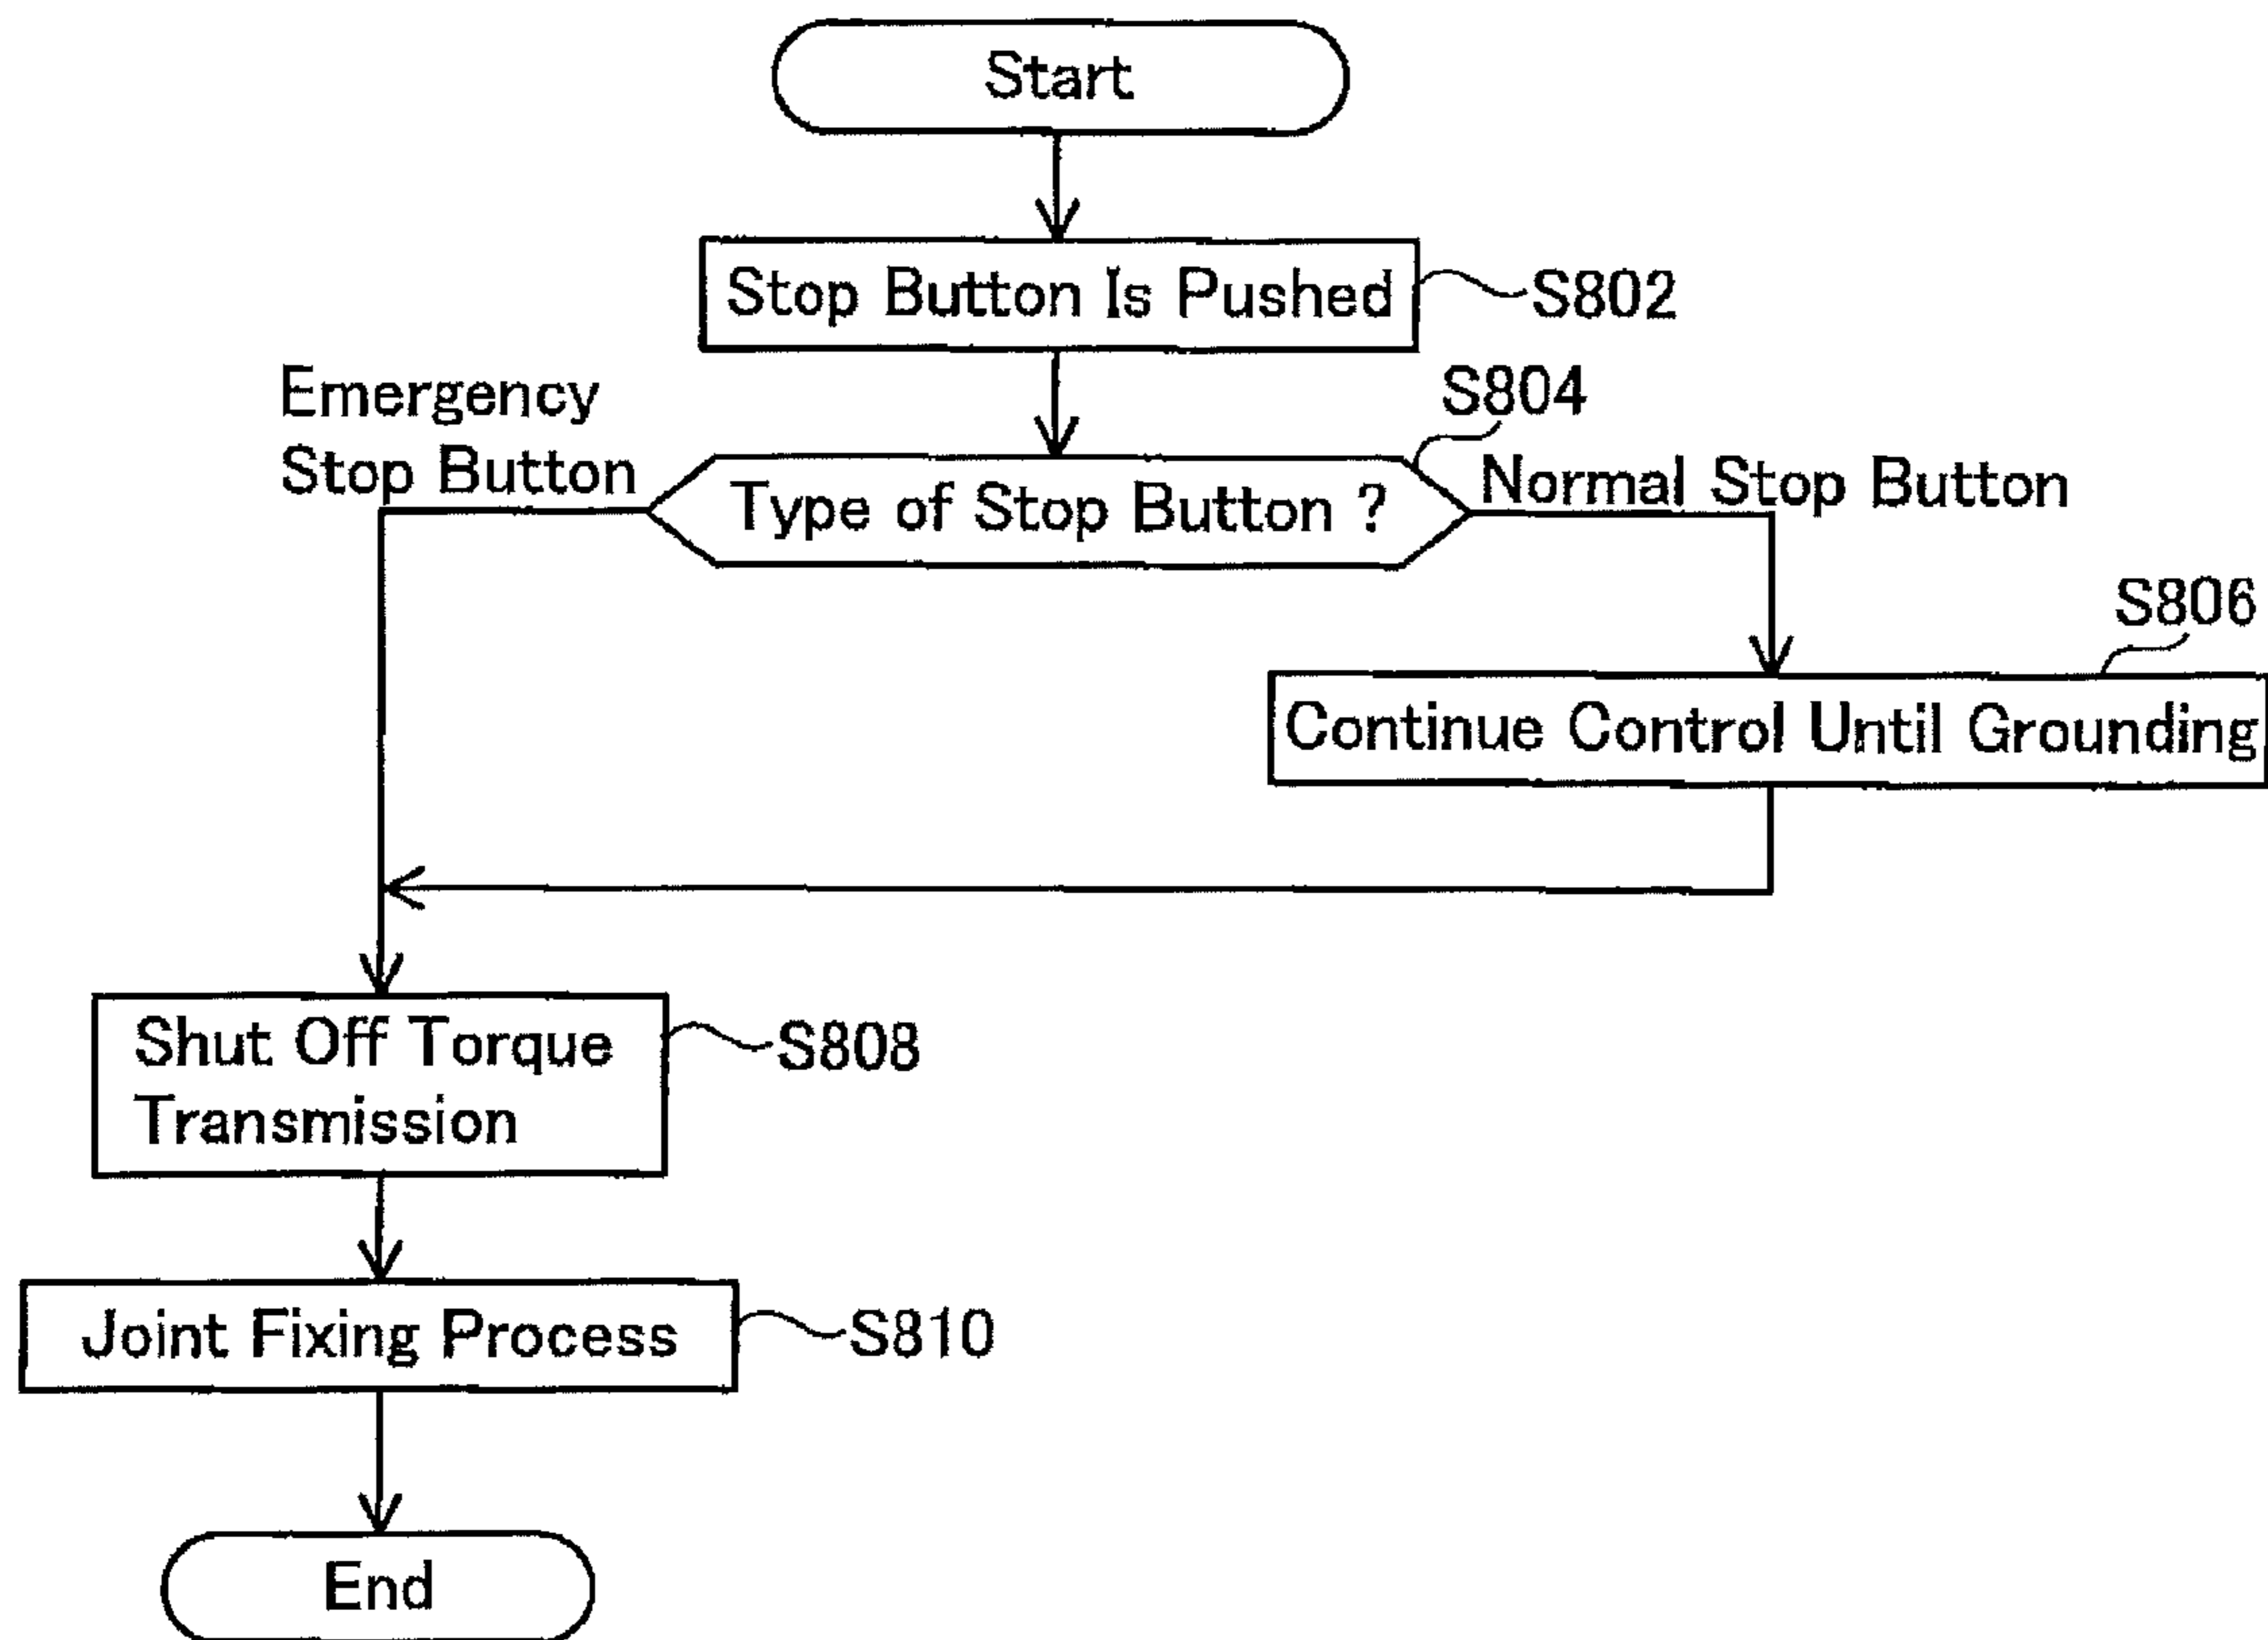 Start
Stop Button Is Pushed
S802
Emergency
Stop Button
S804
Type of Stop Button ?
Normal Stop Button
S806
Continue Control Until Grounding
Shut Off Torque
Transmission
S808
Joint Fixing Process
S810
End